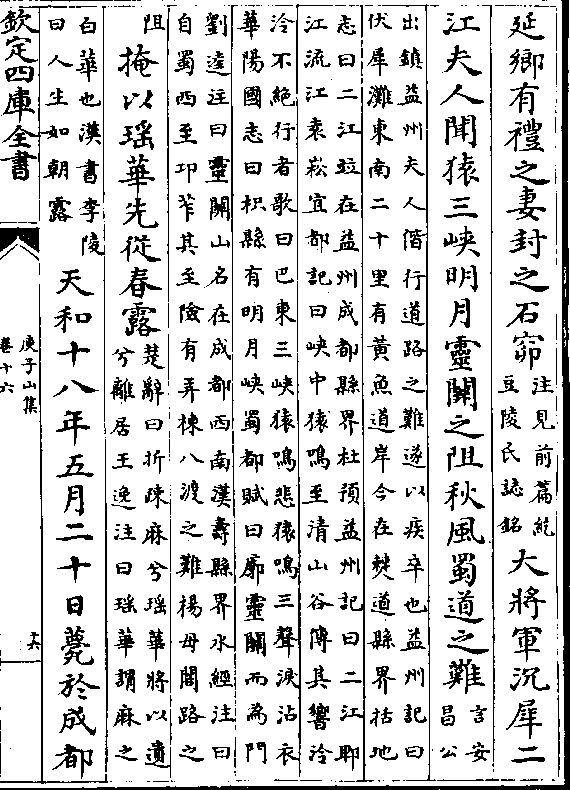 延鄉有禮之妻封之石窌
注見前篇紇
豆陵氏誌銘
大將軍沉犀二
江夫人聞猿三峽明月靈關之阻秋風蜀道之難
言安
昌公
出鎮益州夫人偕行道路之難遂以疾卒也益州記曰
伏犀灘東南二十里有黃魚道岸今在僰道縣界括地
志曰二江竝在益州成都縣界杜預益州記曰二江郫
江流江袁崧宜都記曰峽中猿鳴至清山谷傳其響泠
泠不絶行者歌曰巴東三峽猿鳴悲猿鳴三聲淚沾衣
華陽國志曰枳縣有明月峽蜀都賦曰廓靈關而為門
劉逵注曰靈關山名在成都西南漢壽縣界水經注曰
自蜀西至卭莋其至險有弄棟八渡之難楊母閣路之
阻
掩以瑶華先從春露
楚辭曰折疎麻兮瑶華將以遺
兮離居王逸注曰瑶華謂麻之
白華也漢書李陵
曰人生如朝露
天和十八年五月二十日薨於成都
欽定四庫全書
庾子山集
卷十六
十六